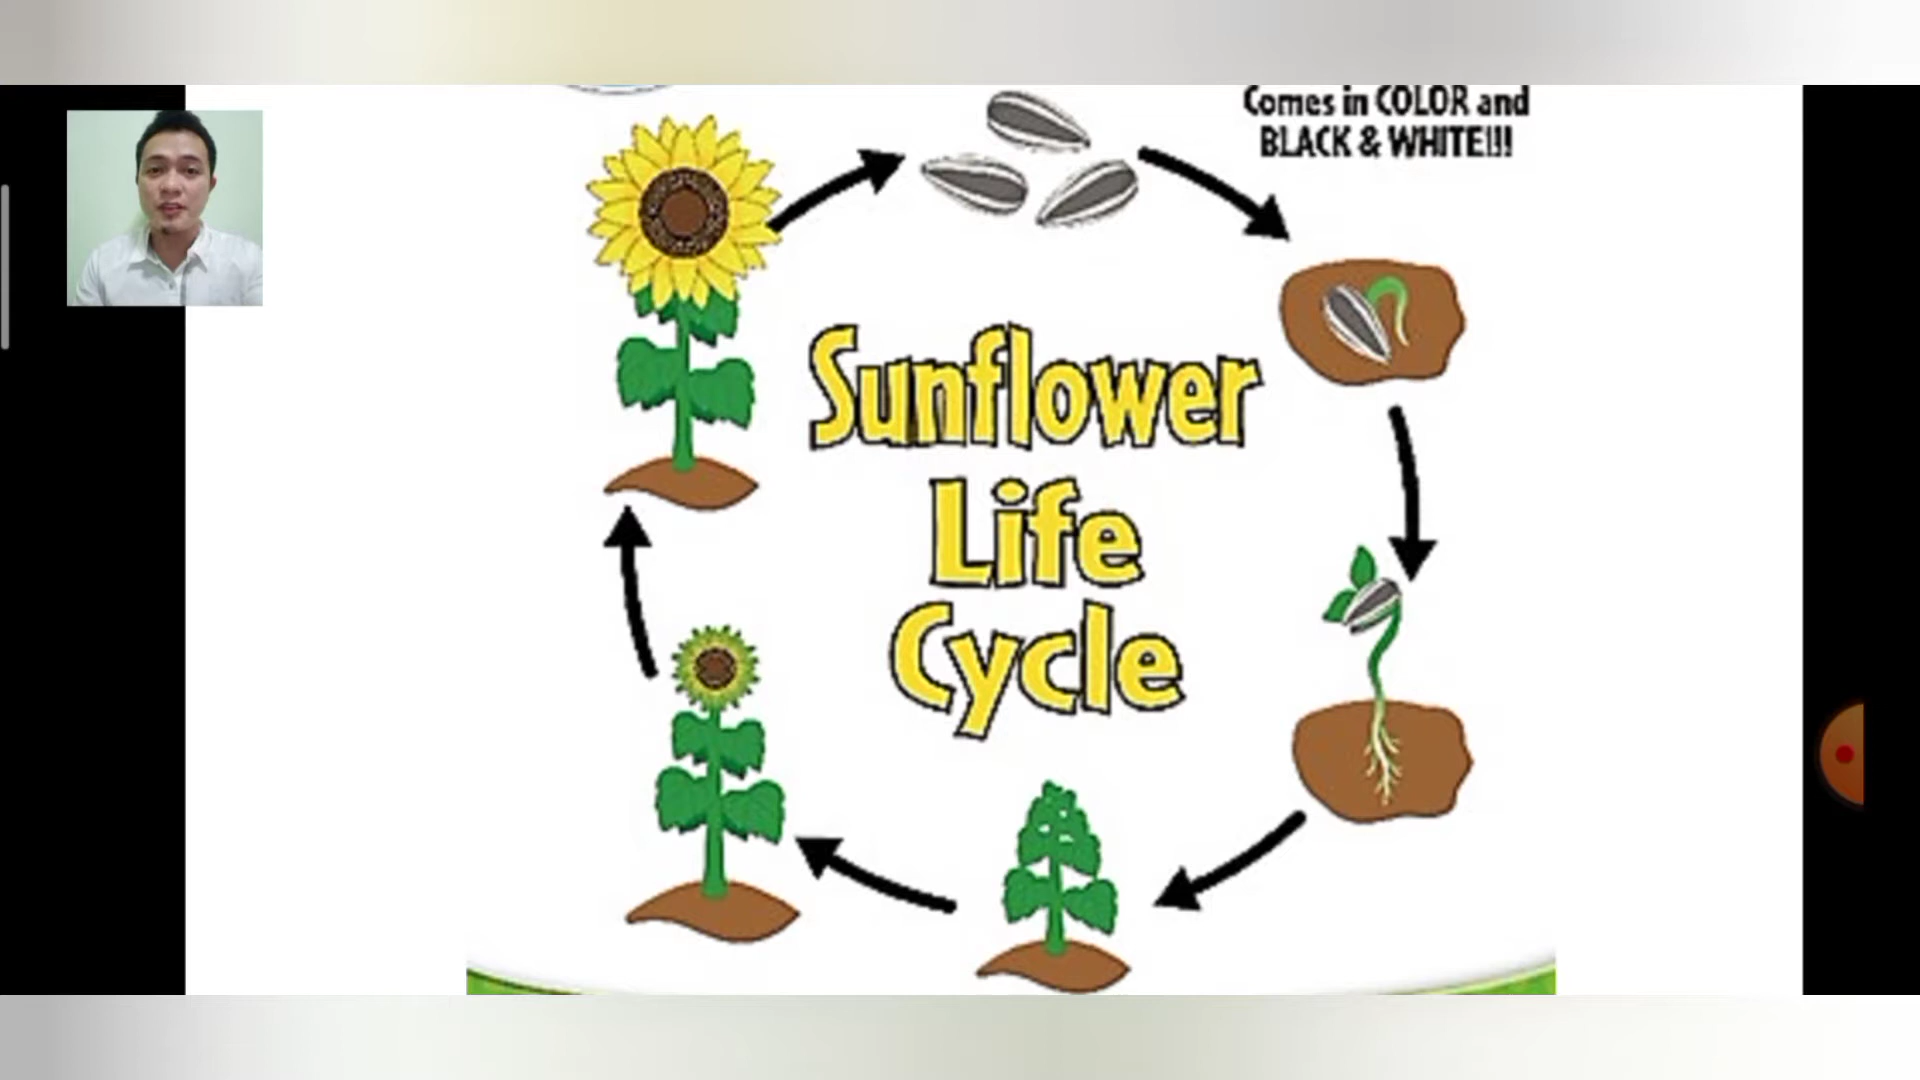 Comes in COLOR and
BLACK & WHITE!!!
Sunflower
Life
Cycle